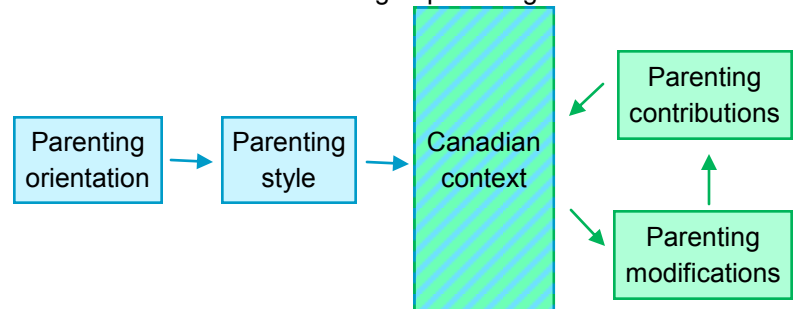 Parenting
orientation
Parenting
style
Canadian
context
Parenting
contributions
Parenting
modifications